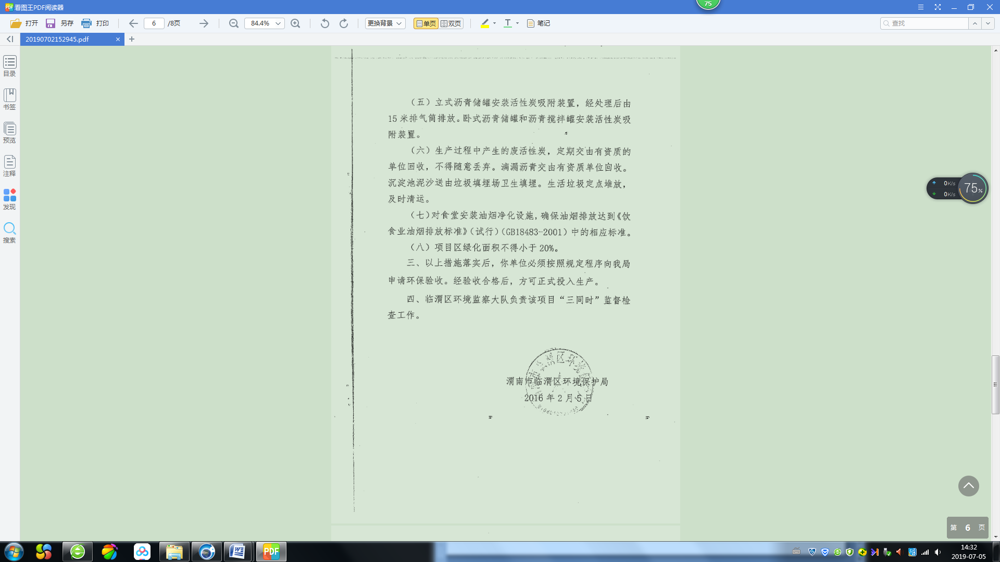 看图王PDF阅读器
75
打开 另存 打印 6 /8页 84.4% 更换背景 单页 双页 笔记 查找
20190702152945.pdf
目录
书签
预览
注释
发现
搜索
（五）立式沥青储罐安装活性炭吸附装置，经处理后由
15 米排气筒排放。卧式沥青储罐和沥青搅拌罐安装活性炭吸
附装置。
（六）生产过程中产生的废活性炭，定期交由有资质的
单位回收，不得随意丢弃。滴漏沥青交由有资质单位回收。
沉淀池泥沙送由垃圾填埋场卫生填埋。生活垃圾定点堆放，
及时清运。
（七）对食堂安装油烟净化设施，确保油烟排放达到《饮
食业油烟排放标准》（试行）（GB18483-2001）中的相应标准。
（八）项目区绿化面积不得小于 20%。
三、以上措施落实后，你单位必须按照规定程序向我局
申请环保验收。经验收合格后，方可正式投入生产。
四、临渭区环境监察大队负责该项目“三同时”监督检
查工作。
渭南市临渭区环境保护局
2016 年 2 月 5 日
0K/s
0K/s
75%
第 6 页
PDF
14:32
2019-07-05